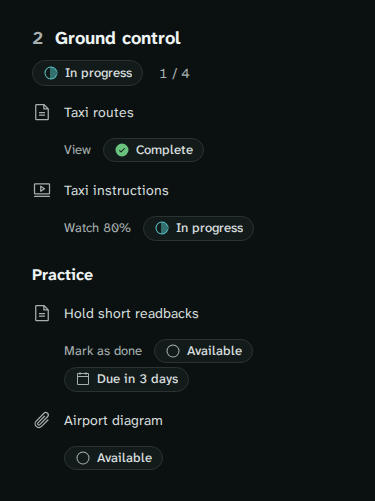 2 Ground control
In progress 1 / 4
Taxi routes
View Complete
Taxi instructions
Watch 80% In progress
Practice
Hold short readbacks
Mark as done Available
Due in 3 days
Airport diagram
Available